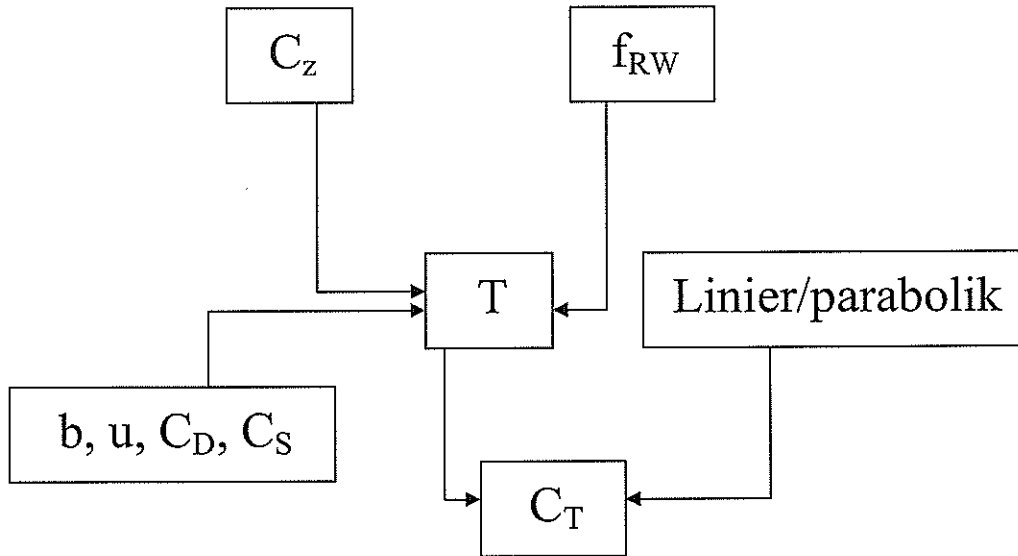 C_z
f_RW
T
Linier/parabolik
b, u, C_D, C_S
C_T